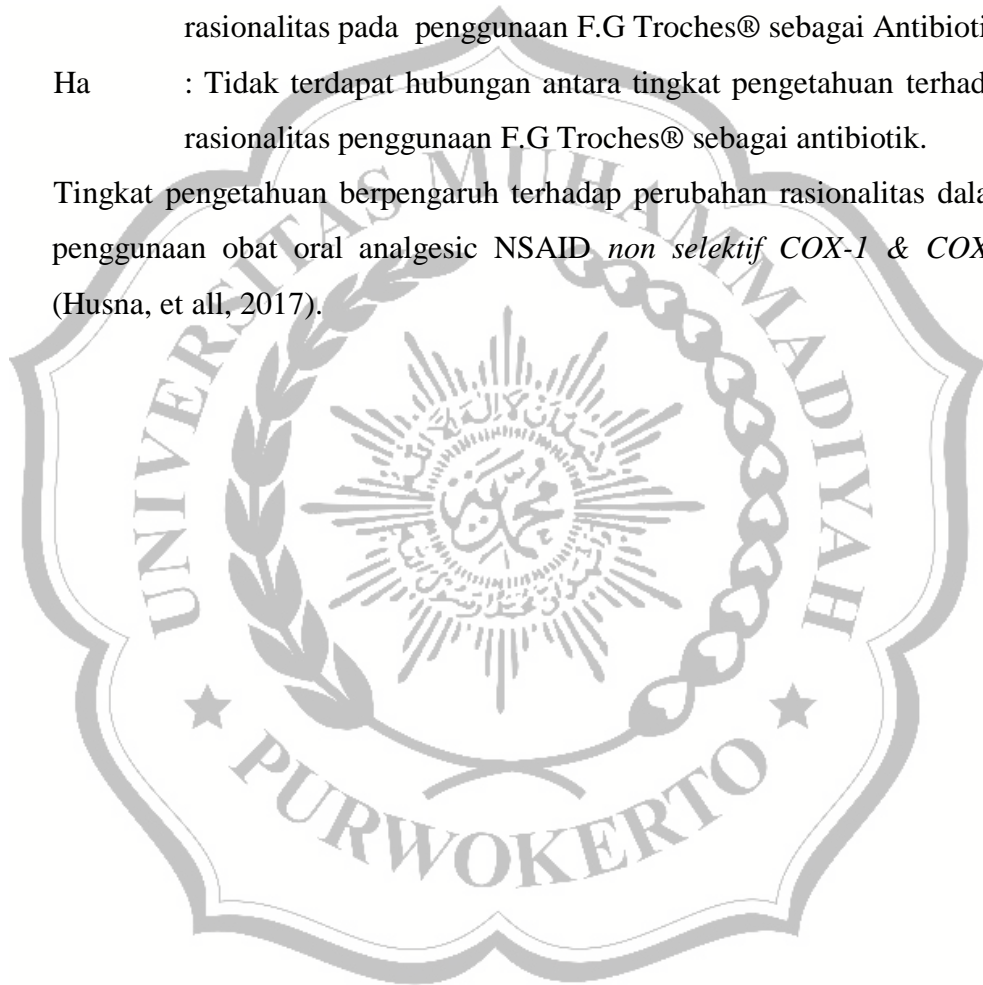 rasionalitas pada penggunaan F.G Troches® sebagai Antibioti
Ha : Tidak terdapat hubungan antara tingkat pengetahuan terhad
rasionalitas penggunaan F.G Troches® sebagai antibiotik.
Tingkat pengetahuan berpengaruh terhadap perubahan rasionalitas dala
penggunaan obat oral analgesic NSAID non selektif COX-1 & COX
(Husna, et all, 2017).
UNIVERSITAS MUHAMMADIYAH
PURWOKERTO